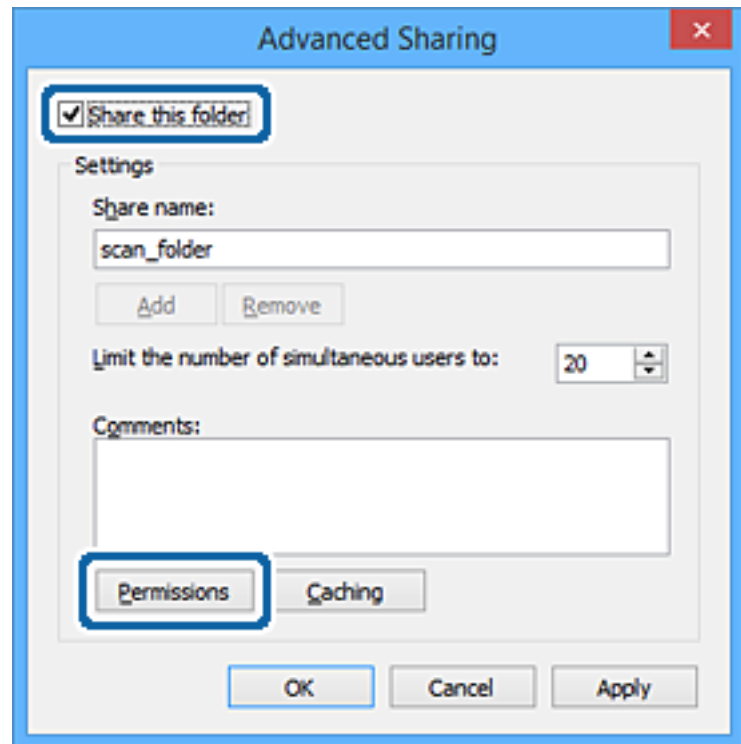 Advanced Sharing
Share this folder
Settings
Share name:
scan_folder
Add Remove
Limit the number of simultaneous users to: 20
Comments:
Permissions Caching
OK Cancel Apply